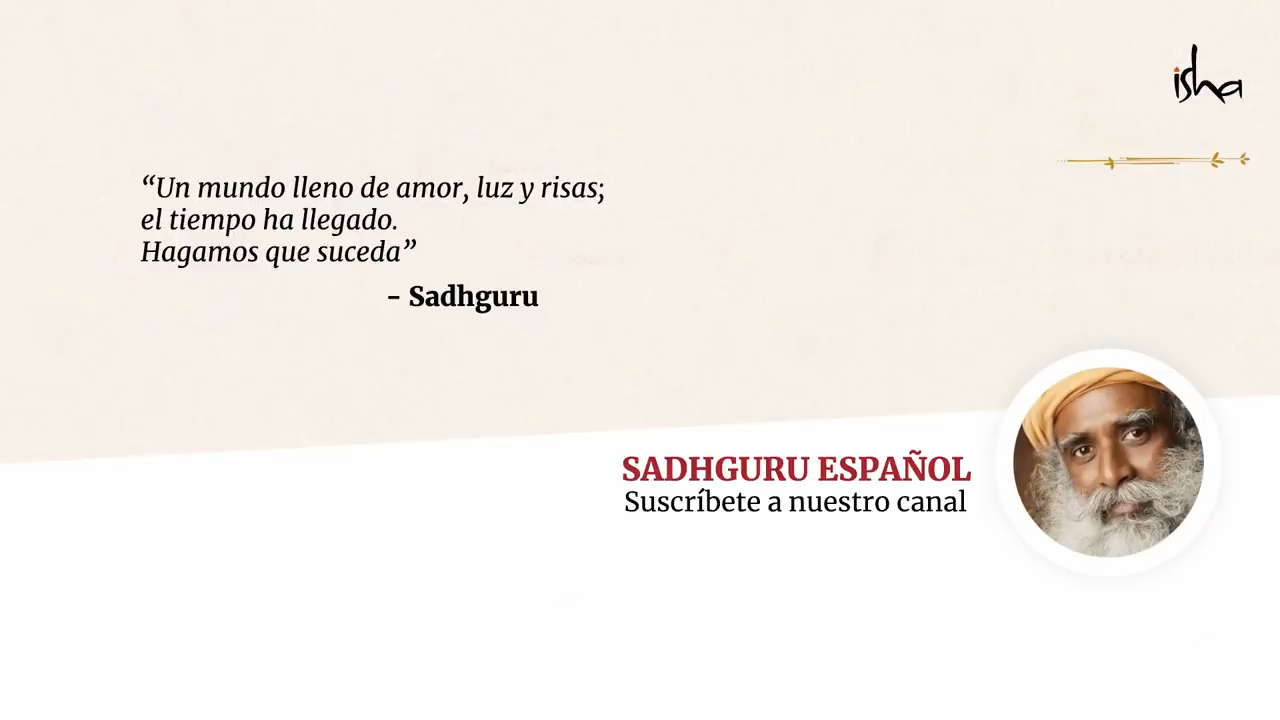 isha
“Un mundo lleno de amor, luz y risas;
el tiempo ha llegado.
Hagamos que suceda”
- Sadhguru
SADHGURU ESPAÑOL
Suscríbete a nuestro canal